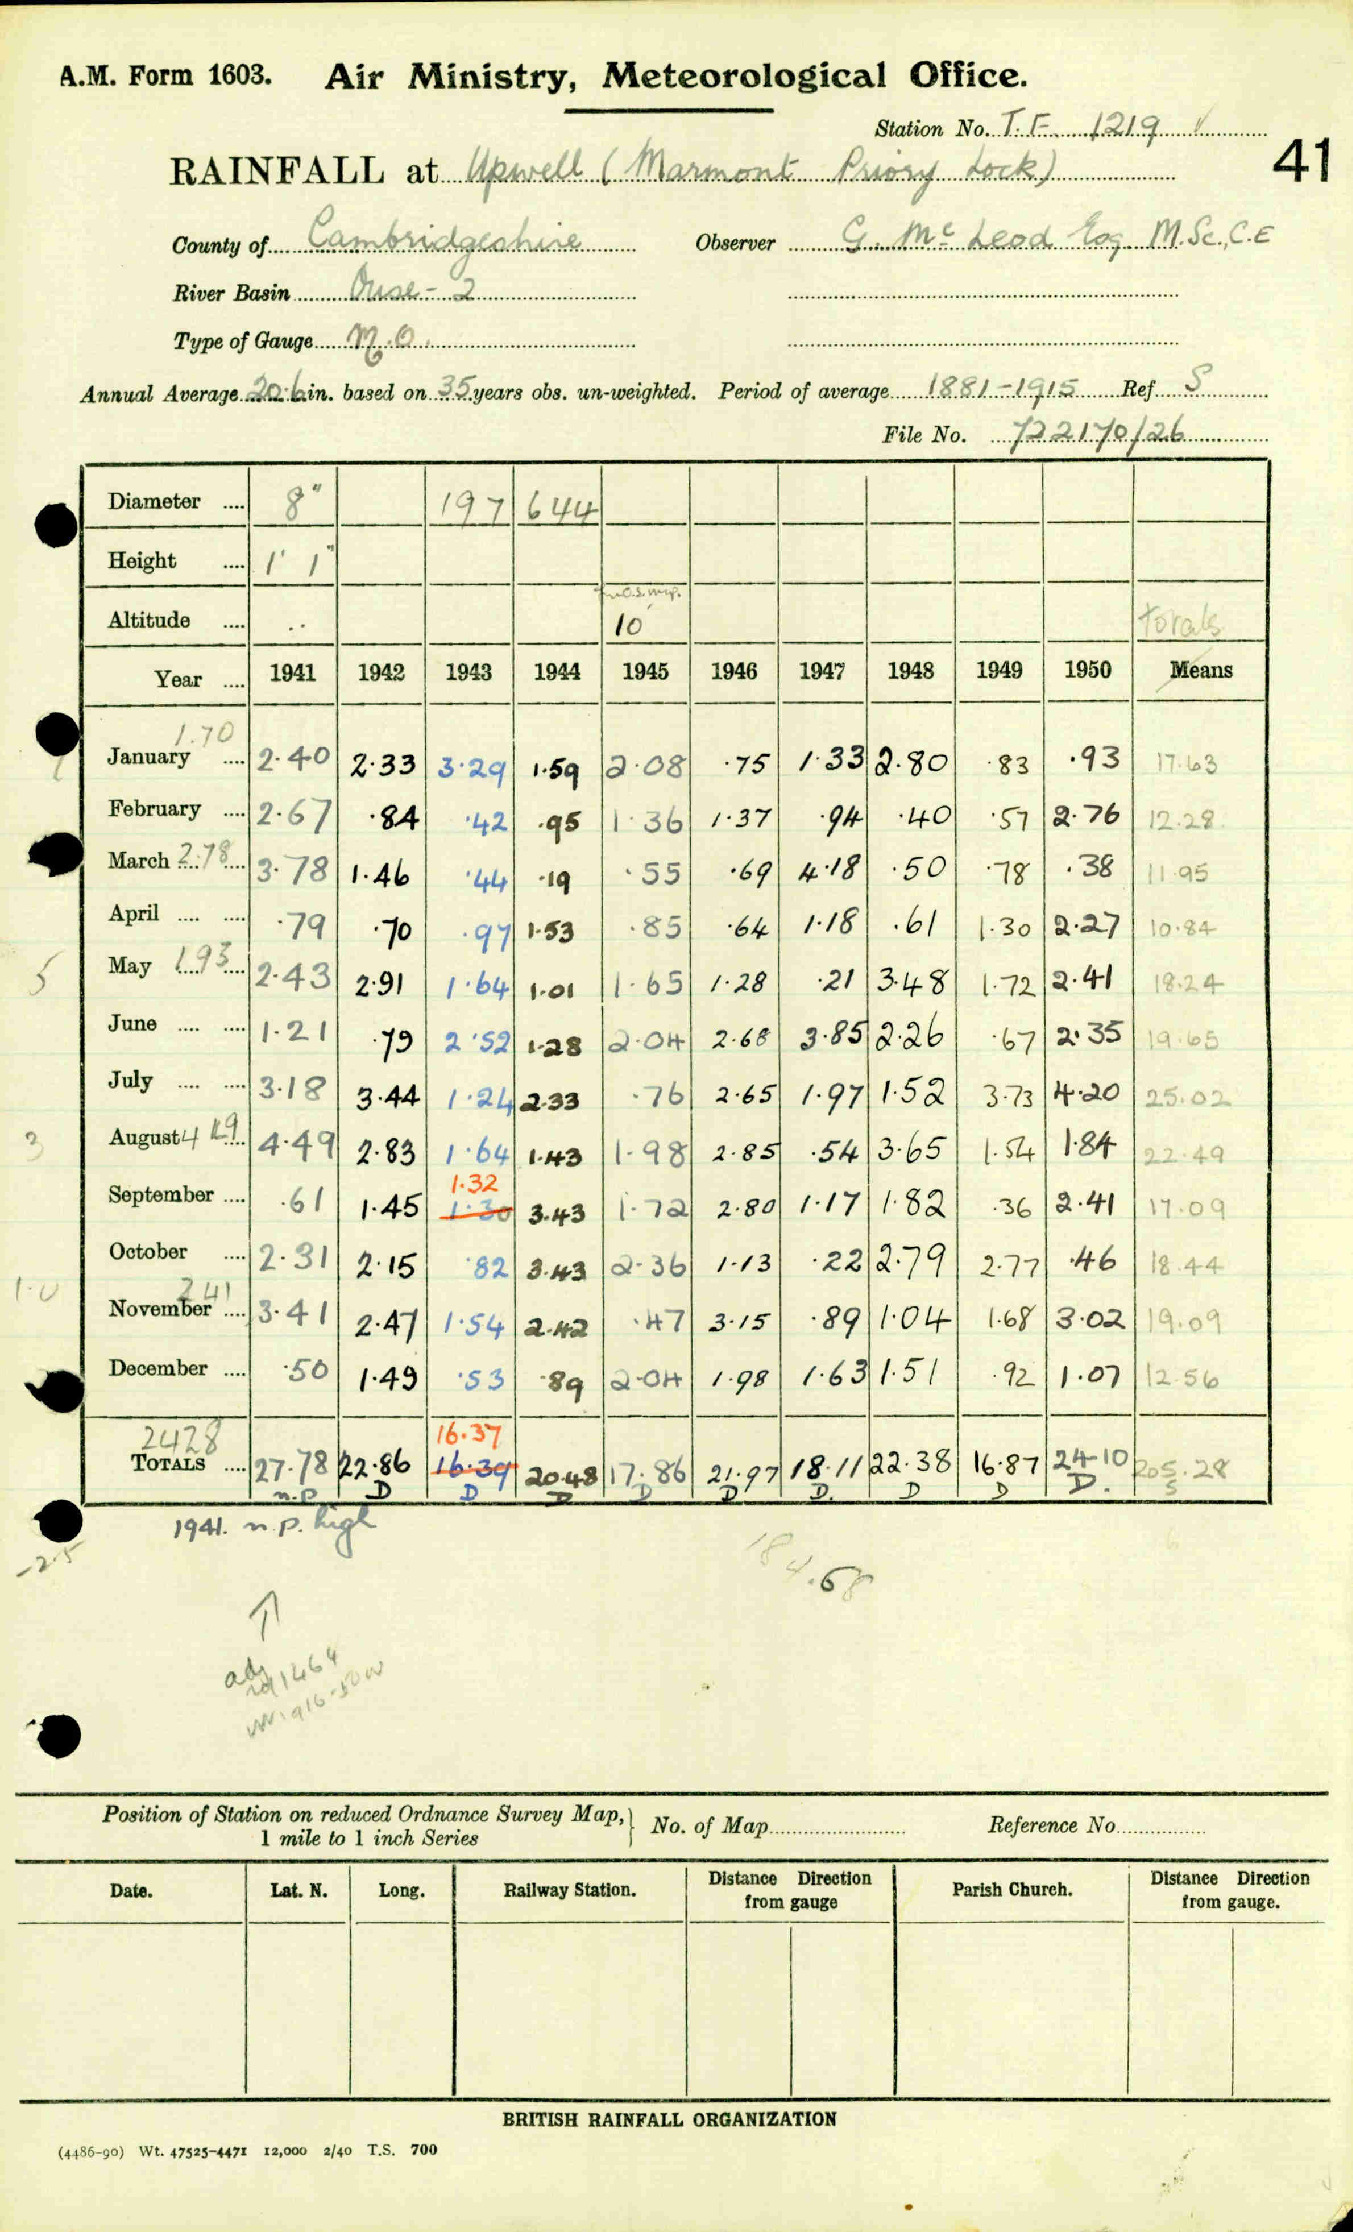 A.M. Form 1603. Air Ministry, Meteorological Office.
Station No. T.F. 1219
41
RAINFALL at Upwell (Marmont Priory Lock)
County of Cambridgeshire Observer G. Mc Leod Esq. M.Sc., C.E
River Basin Ouse - 2
Type of Gauge M.O.
Annual Average 20.6 in. based on 35 years obs. un-weighted. Period of average 1881-1915 Ref. S
File No. 722170/26
Diameter .... 8" 197 644
Height .... 1' 1"
Altitude .... .. 10' totals
Year .... 1941 1942 1943 1944 1945 1946 1947 1948 1949 1950 Means
1.70
January .... 2.40 2.33 3.29 1.59 2.08 .75 1.33 2.80 .83 .93 17.63
February .... 2.67 .84 .42 .95 1.36 1.37 .94 .40 .57 2.76 12.28
March 2.78 .... 3.78 1.46 .44 .19 .55 .69 4.18 .50 .78 .38 11.95
April .... .... .79 .70 .97 1.53 .85 .64 1.18 .61 1.30 2.27 10.84
5 May 1.93 .... 2.43 2.91 1.64 1.01 1.65 1.28 .21 3.48 1.72 2.41 18.24
June .... .... 1.21 .79 2.52 1.28 2.04 2.68 3.85 2.26 .67 2.35 19.65
July .... .... 3.18 3.44 1.24 2.33 .76 2.65 1.97 1.52 3.73 4.20 25.02
3 August 4.49 4.49 2.83 1.64 1.43 1.98 2.85 .54 3.65 1.54 1.84 22.49
1.32
September .... .61 1.45 1.30 3.43 1.72 2.80 1.17 1.82 .36 2.41 17.09
October .... 2.31 2.15 .82 3.43 2.36 1.13 .22 2.79 2.77 .46 18.44
1.0 2.41
November .... 3.41 2.47 1.54 2.42 .47 3.15 .89 1.04 1.68 3.02 19.09
December .... .50 1.49 .53 .89 2.04 1.98 1.63 1.51 .92 1.07 12.56
2428 16.37
TOTALS .... 27.78 22.86 16.39 20.48 17.86 21.97 18.11 22.38 16.87 24.10 205.28
n.p. D D D D D D. D D D. S
1941. n.p. high
-2.5
184.68
adj
1464
Position of Station on reduced Ordnance Survey Map, No. of Map Reference No
1 mile to 1 inch Series
Date. Lat. N. Long. Railway Station. Distance Direction from gauge Parish Church. Distance Direction from gauge.
BRITISH RAINFALL ORGANIZATION
(4486-90) Wt. 47525-4471 12,000 2/40 T.S. 700